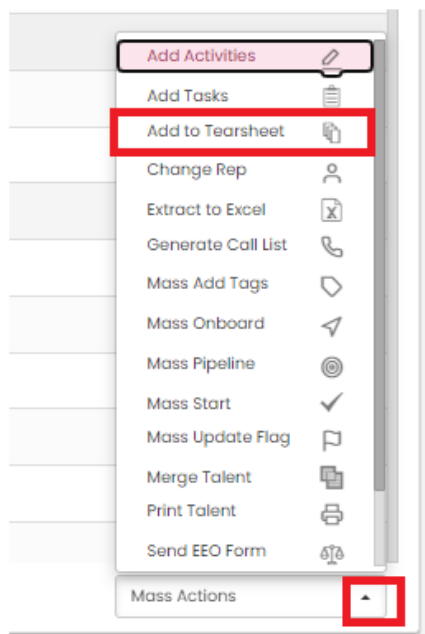 Add Activities
Add Tasks
Add to Tearsheet
Change Rep
Extract to Excel
Generate Call List
Mass Add Tags
Mass Onboard
Mass Pipeline
Mass Start
Mass Update Flag
Merge Talent
Print Talent
Send EEO Form
Mass Actions